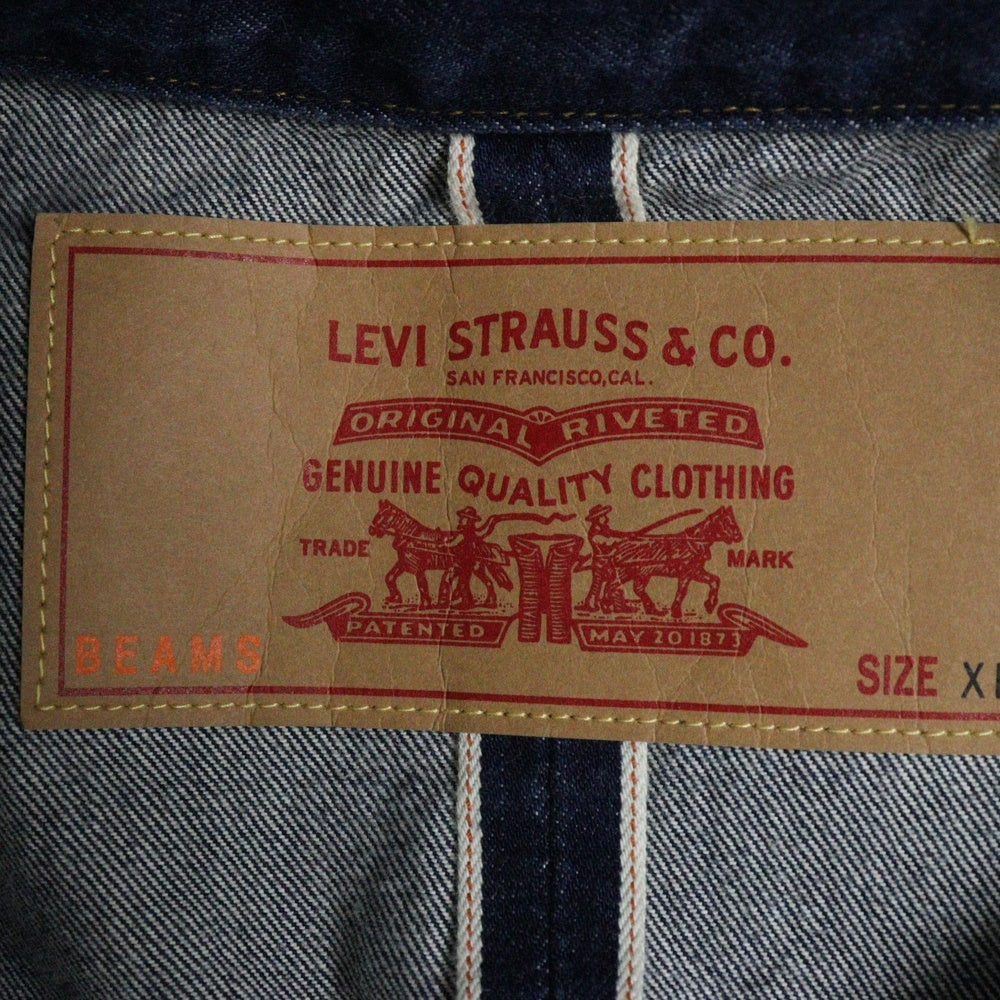 LEVI STRAUSS & CO.
SAN FRANCISCO, CAL.
ORIGINAL RIVETED
GENUINE QUALITY CLOTHING
TRADE MARK
PATENTED MAY 20 1873
BEAMS
SIZE